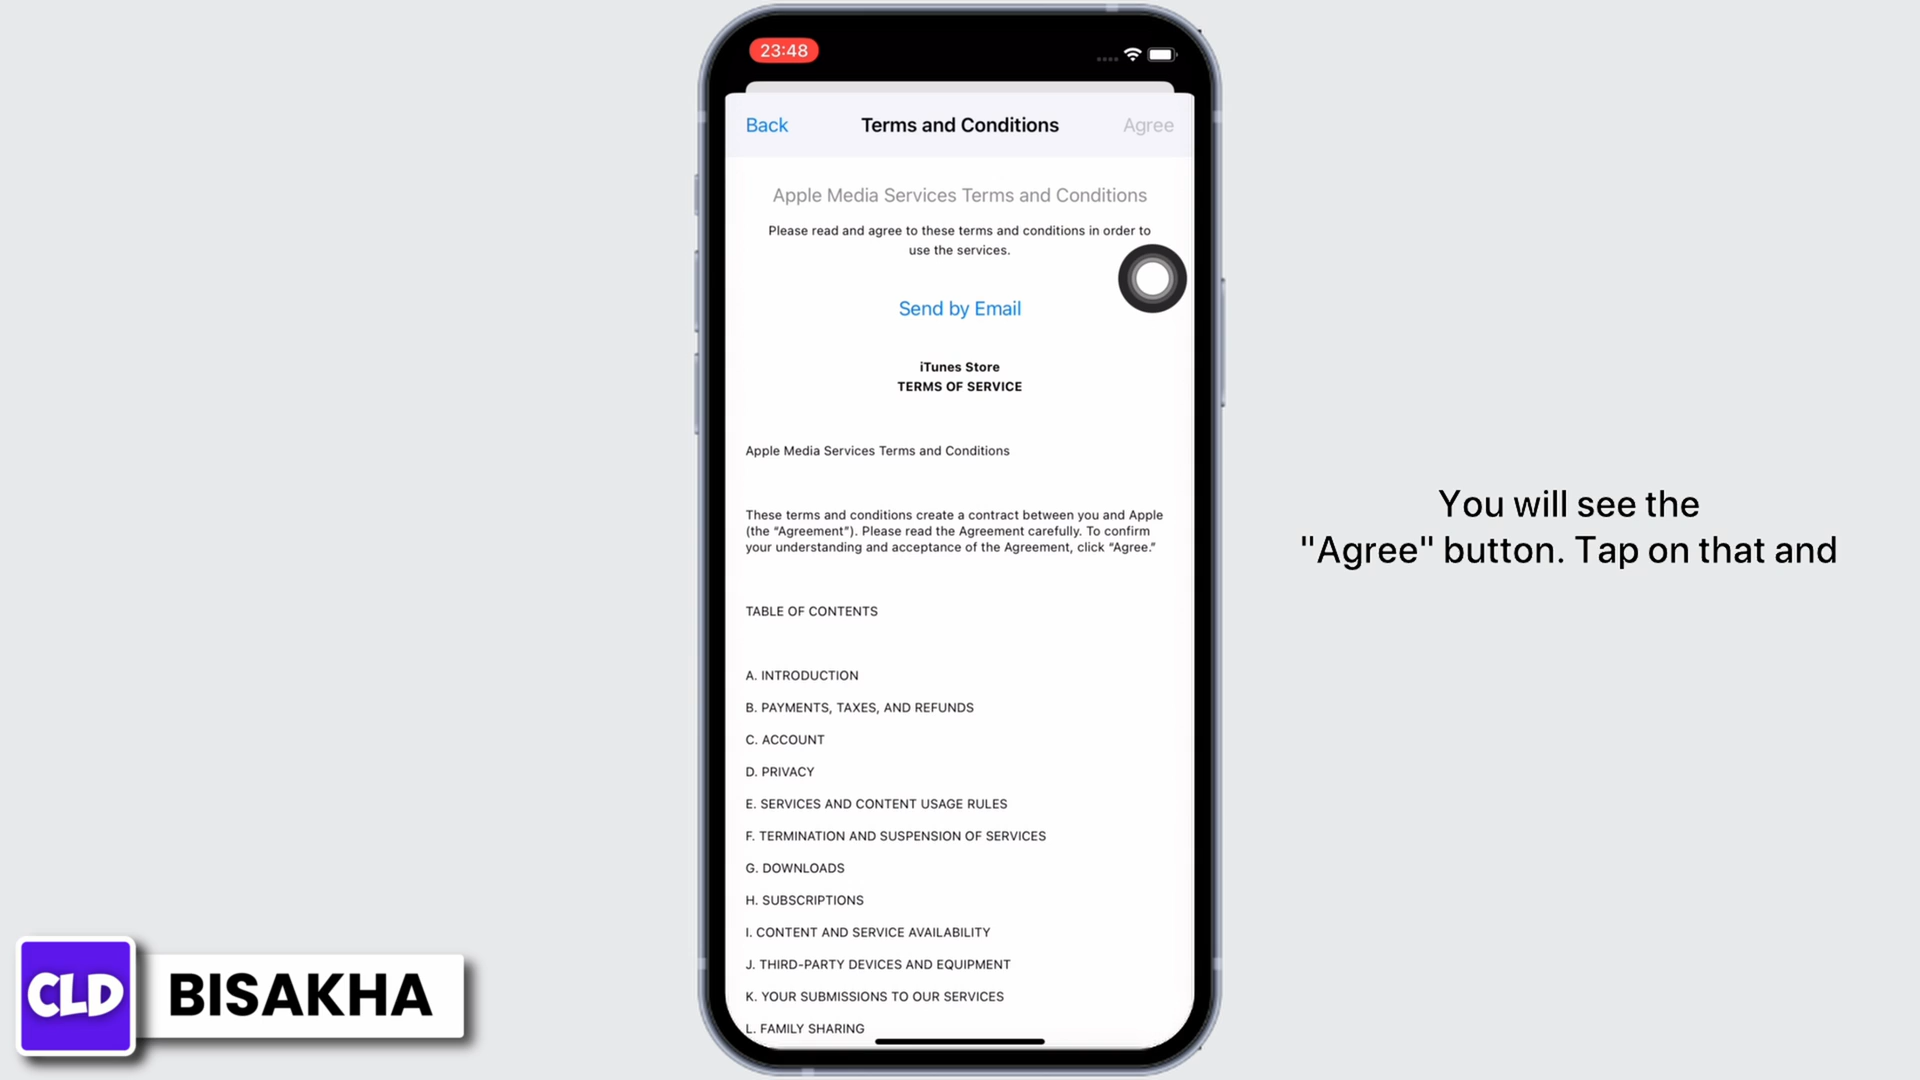 23:48
Back
Terms and Conditions
Agree
Apple Media Services Terms and Conditions
Please read and agree to these terms and conditions in order to
use the services.
Send by Email
iTunes Store
TERMS OF SERVICE
Apple Media Services Terms and Conditions
These terms and conditions create a contract between you and Apple
(the “Agreement”). Please read the Agreement carefully. To confirm
your understanding and acceptance of the Agreement, click “Agree.”
TABLE OF CONTENTS
A. INTRODUCTION
B. PAYMENTS, TAXES, AND REFUNDS
C. ACCOUNT
D. PRIVACY
E. SERVICES AND CONTENT USAGE RULES
F. TERMINATION AND SUSPENSION OF SERVICES
G. DOWNLOADS
H. SUBSCRIPTIONS
I. CONTENT AND SERVICE AVAILABILITY
J. THIRD-PARTY DEVICES AND EQUIPMENT
K. YOUR SUBMISSIONS TO OUR SERVICES
L. FAMILY SHARING
You will see the
"Agree" button. Tap on that and
CLD
BISAKHA